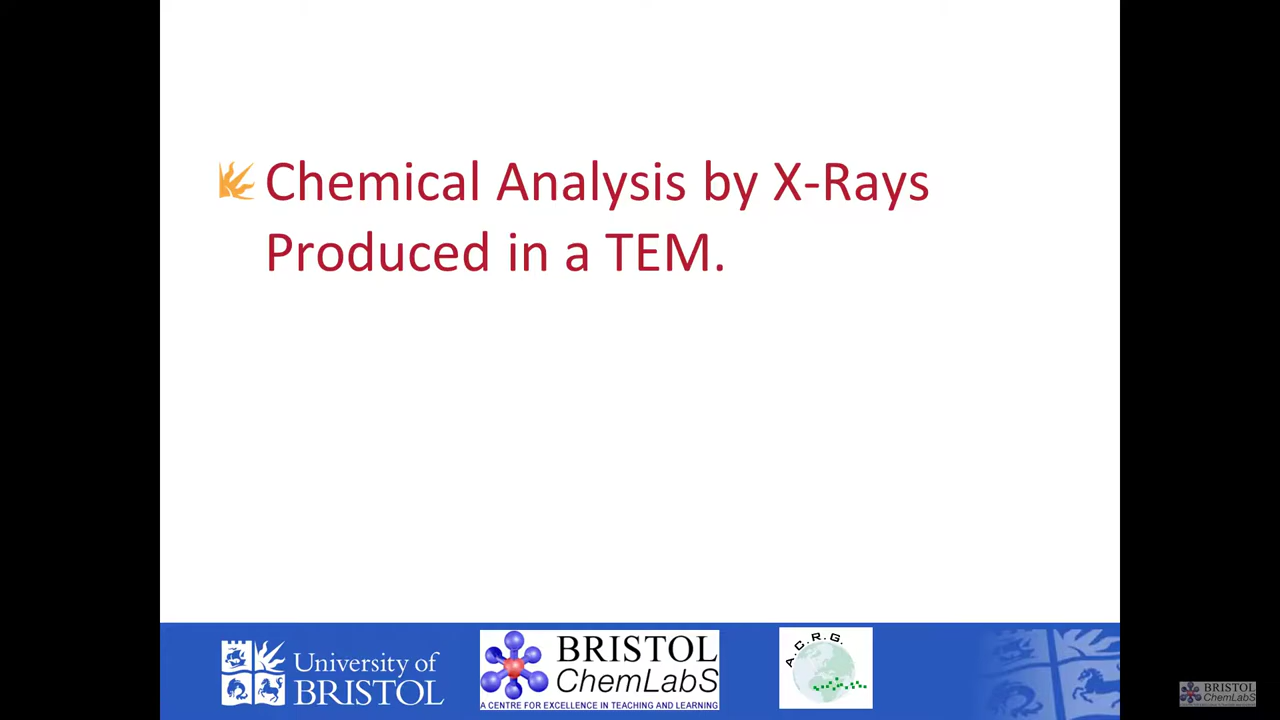 Chemical Analysis by X-Rays
Produced in a TEM.
University of
BRISTOL
BRISTOL
ChemLabS
A CENTRE FOR EXCELLENCE IN TEACHING AND LEARNING
A.C.R.G.
BRISTOL
ChemLabS